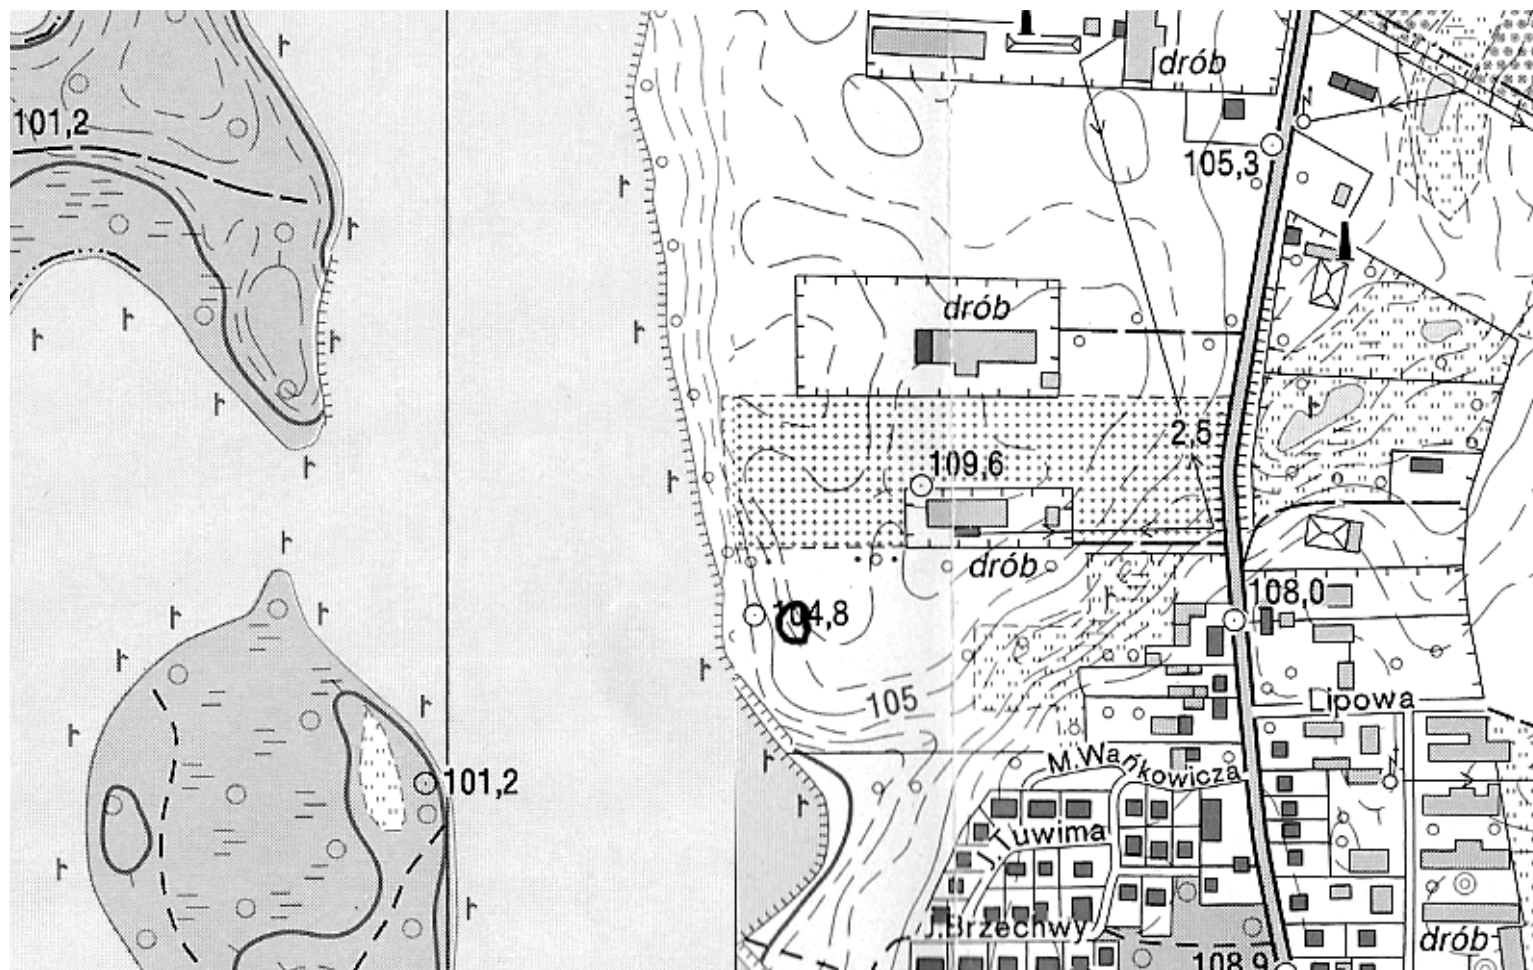 drób
101,2
105,3
drób
2,5
109,6
drób
104,8
108,0
105
Lipowa
M.Wańkowicza
101,2
J.Tuwima
J.Brzechwy
drób
108,9